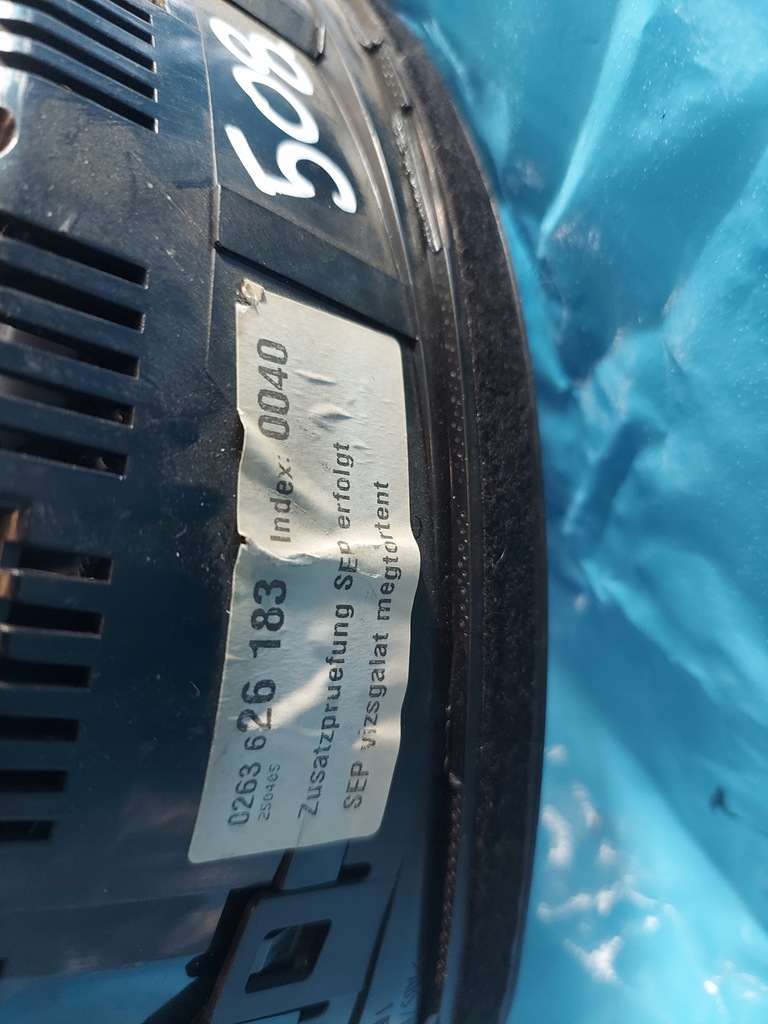 508
0263 626 183 Index: 0040
250405
Zusatzpruefung SEP erfolgt
SEP vizsgalat megtortent